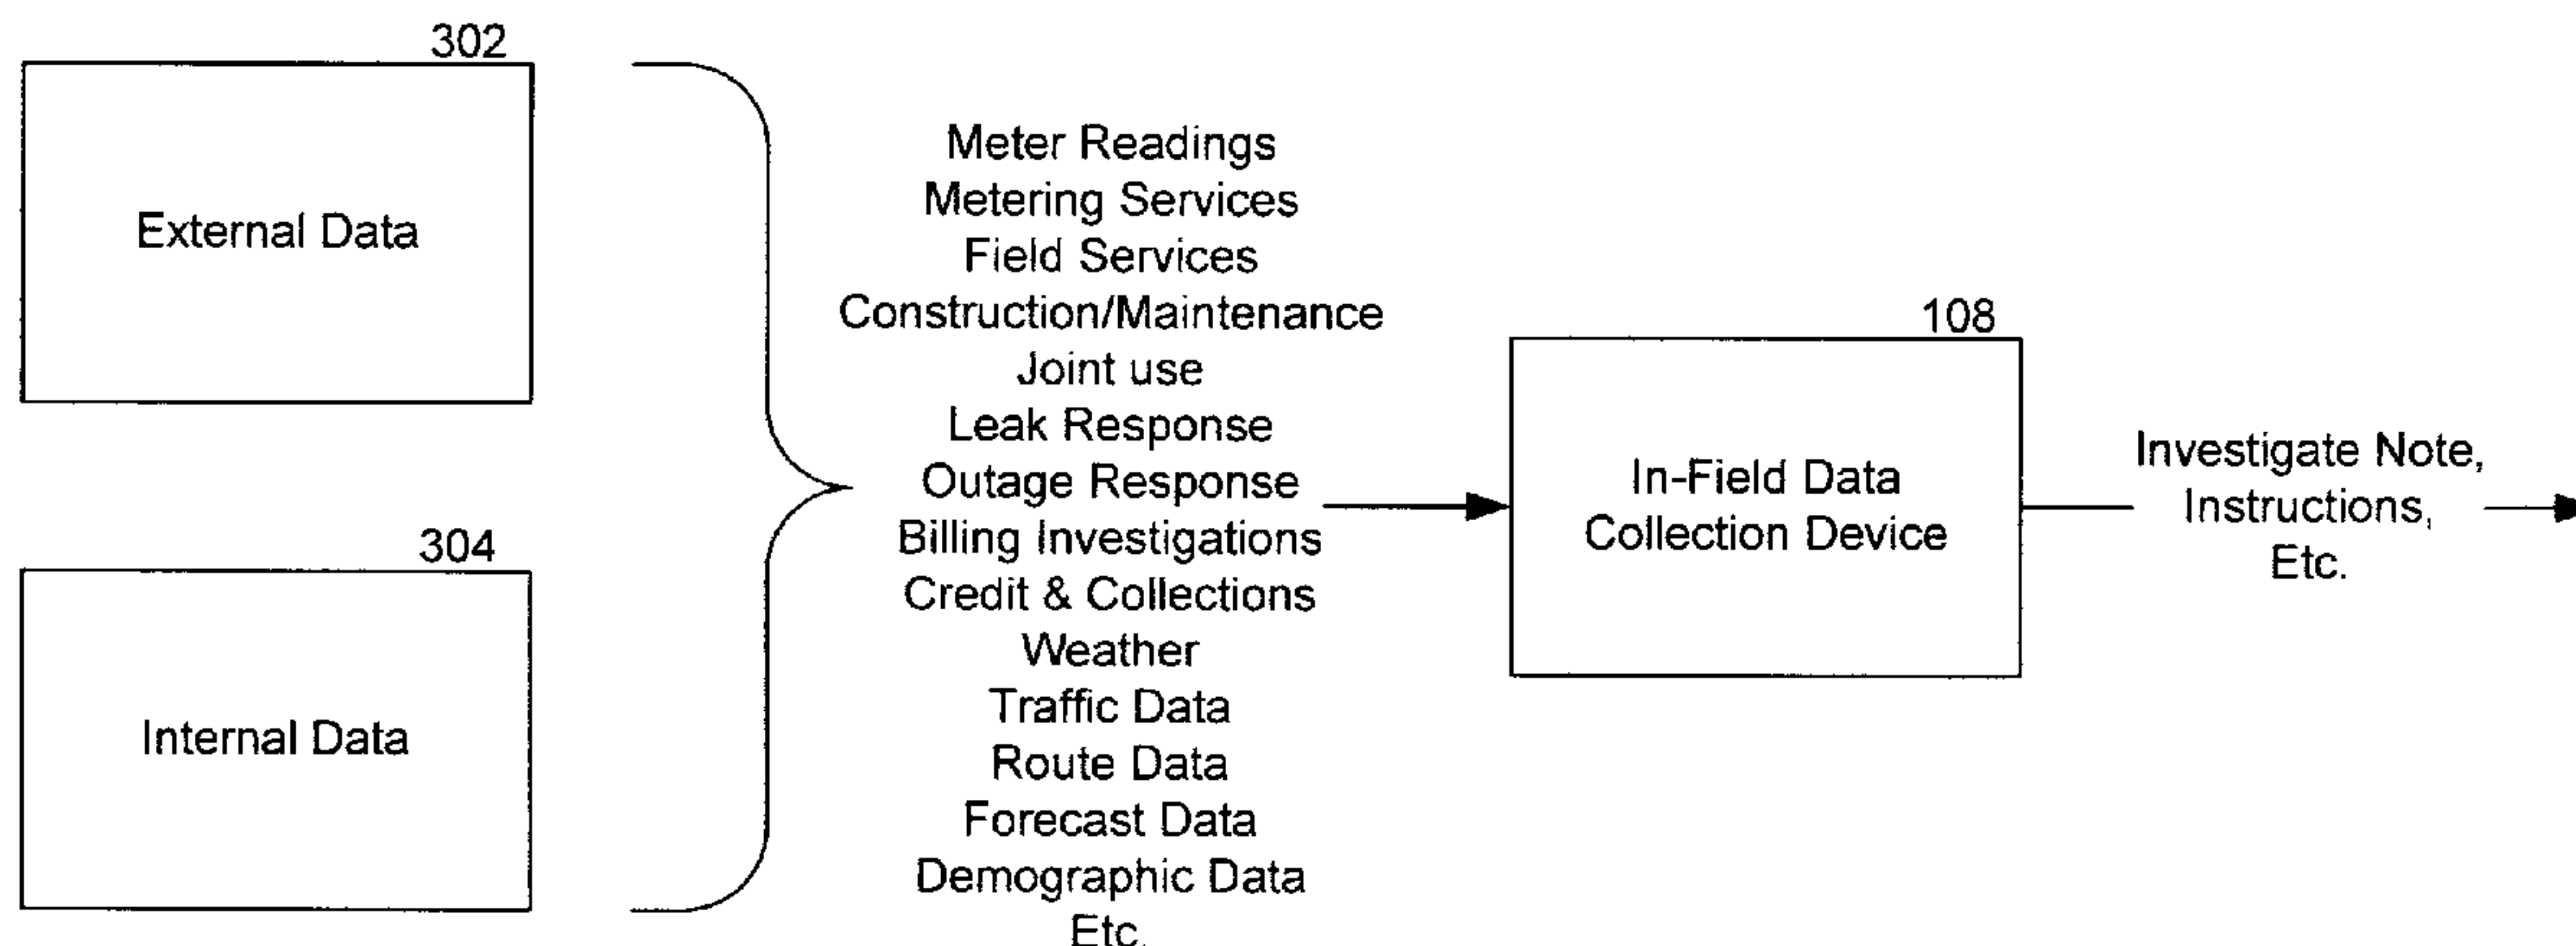 302
External Data
304
Internal Data
Meter Readings
Metering Services
Field Services
Construction/Maintenance
Joint use
Leak Response
Outage Response
Billing Investigations
Credit & Collections
Weather
Traffic Data
Route Data
Forecast Data
Demographic Data
Etc.
108
In-Field Data
Collection Device
Investigate Note,
Instructions,
Etc.